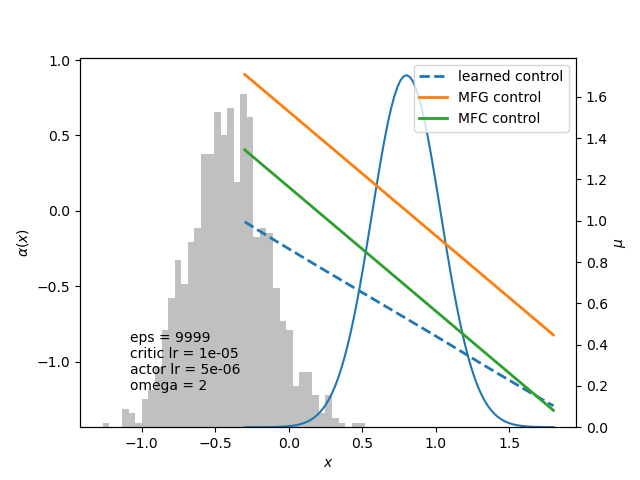 learned control
MFG control
MFC control
1.0
0.5
0.0
−0.5
−1.0
α(x)
1.6
1.4
1.2
1.0
0.8
0.6
0.4
0.2
0.0
μ
eps = 9999
critic lr = 1e-05
actor lr = 5e-06
omega = 2
−1.0 −0.5 0.0 0.5 1.0 1.5
x